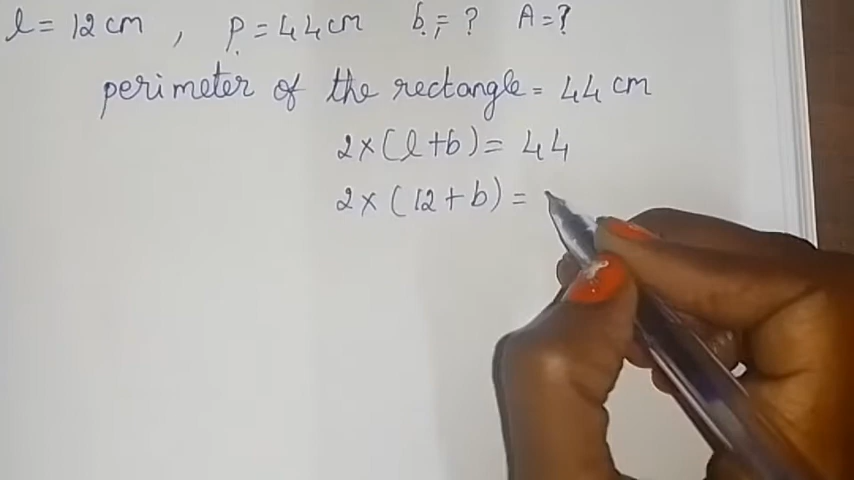 l = 12 cm , P = 44 cm b = ? A = ?
perimeter of the rectangle = 44 cm
2 × (l + b) = 44
2 × (12 + b) =